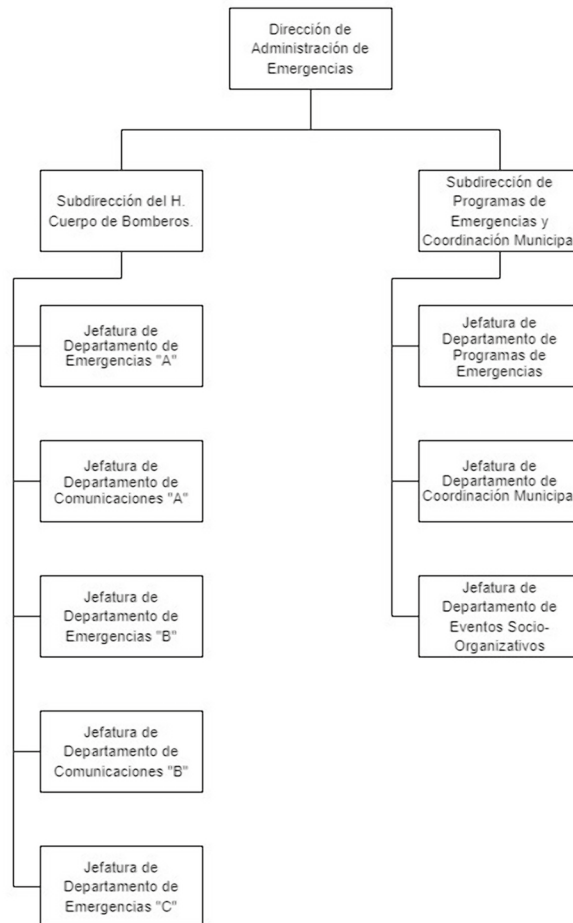 Dirección de
Administración de
Emergencias
Subdirección del H.
Cuerpo de Bomberos.
Subdirección de
Programas de
Emergencias y
Coordinación Municipa
Jefatura de
Departamento de
Emergencias "A"
Jefatura de
Departamento de
Programas de
Emergencias
Jefatura de
Departamento de
Comunicaciones "A"
Jefatura de
Departamento de
Coordinación Municipa
Jefatura de
Departamento de
Emergencias "B"
Jefatura de
Departamento de
Eventos Socio-
Organizativos
Jefatura de
Departamento de
Comunicaciones "B"
Jefatura de
Departamento de
Emergencias "C"